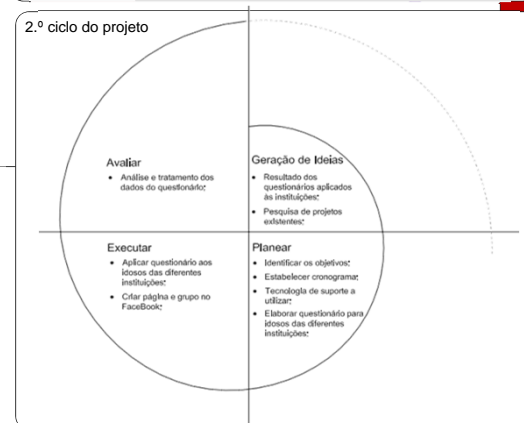 2.º ciclo do projeto
Avaliar
• Análise e tratamento dos
dados do questionário;
Geração de Ideias
• Resultado dos
questionários aplicados
às instituições;
• Pesquisa de projetos
existentes;
Executar
• Aplicar questionário aos
idosos das diferentes
instituições;
• Criar página e grupo no
FaceBook;
Planear
• Identificar os objetivos;
• Estabelecer cronograma;
• Tecnologia de suporte a
utilizar;
• Elaborar questionário para
idosos das diferentes
instituições;